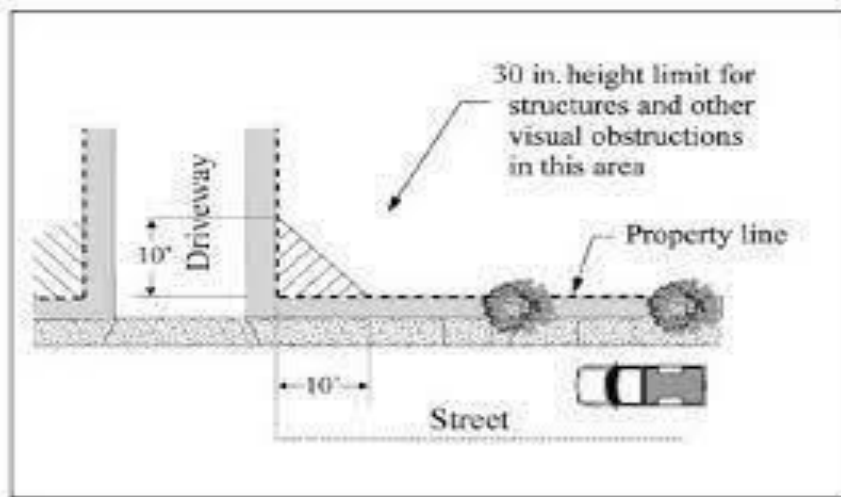 30 in. height limit for
structures and other
visual obstructions
in this area
Driveway
10'
Property line
10'
Street